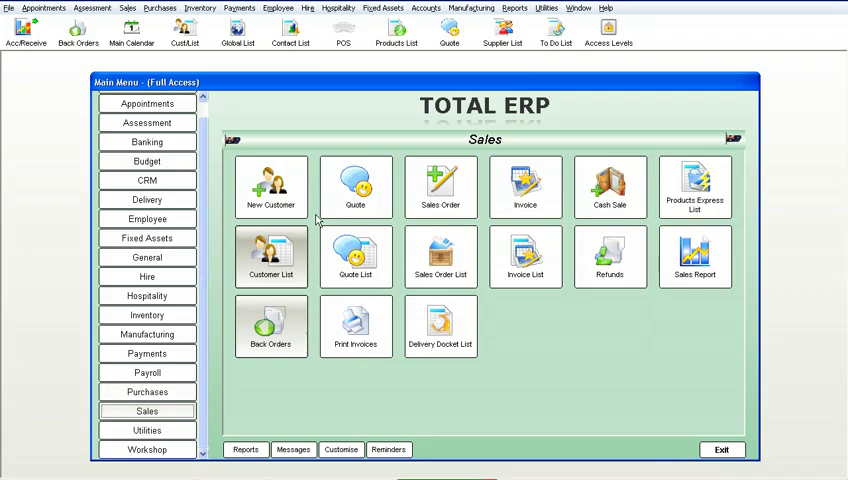 File Appointments Assessment Sales Purchases Inventory Payments Employee Hire Hospitality Fixed Assets Accounts Manufacturing Reports Utilities Window Help
Acc/Receive Back Orders Main Calendar Cust/List Global List Contact List POS Products List Quote Supplier List To Do List Access Levels
Main Menu - (Full Access)
Appointments
Assessment
Banking
Budget
CRM
Delivery
Employee
Fixed Assets
General
Hire
Hospitality
Inventory
Manufacturing
Payments
Payroll
Purchases
Sales
Utilities
Workshop
TOTAL ERP
Sales
New Customer Quote Sales Order Invoice Cash Sale Products Express
List
Customer List Quote List Sales Order List Invoice List Refunds Sales Report
Back Orders Print Invoices Delivery Docket List
Reports Messages Customise Reminders Exit